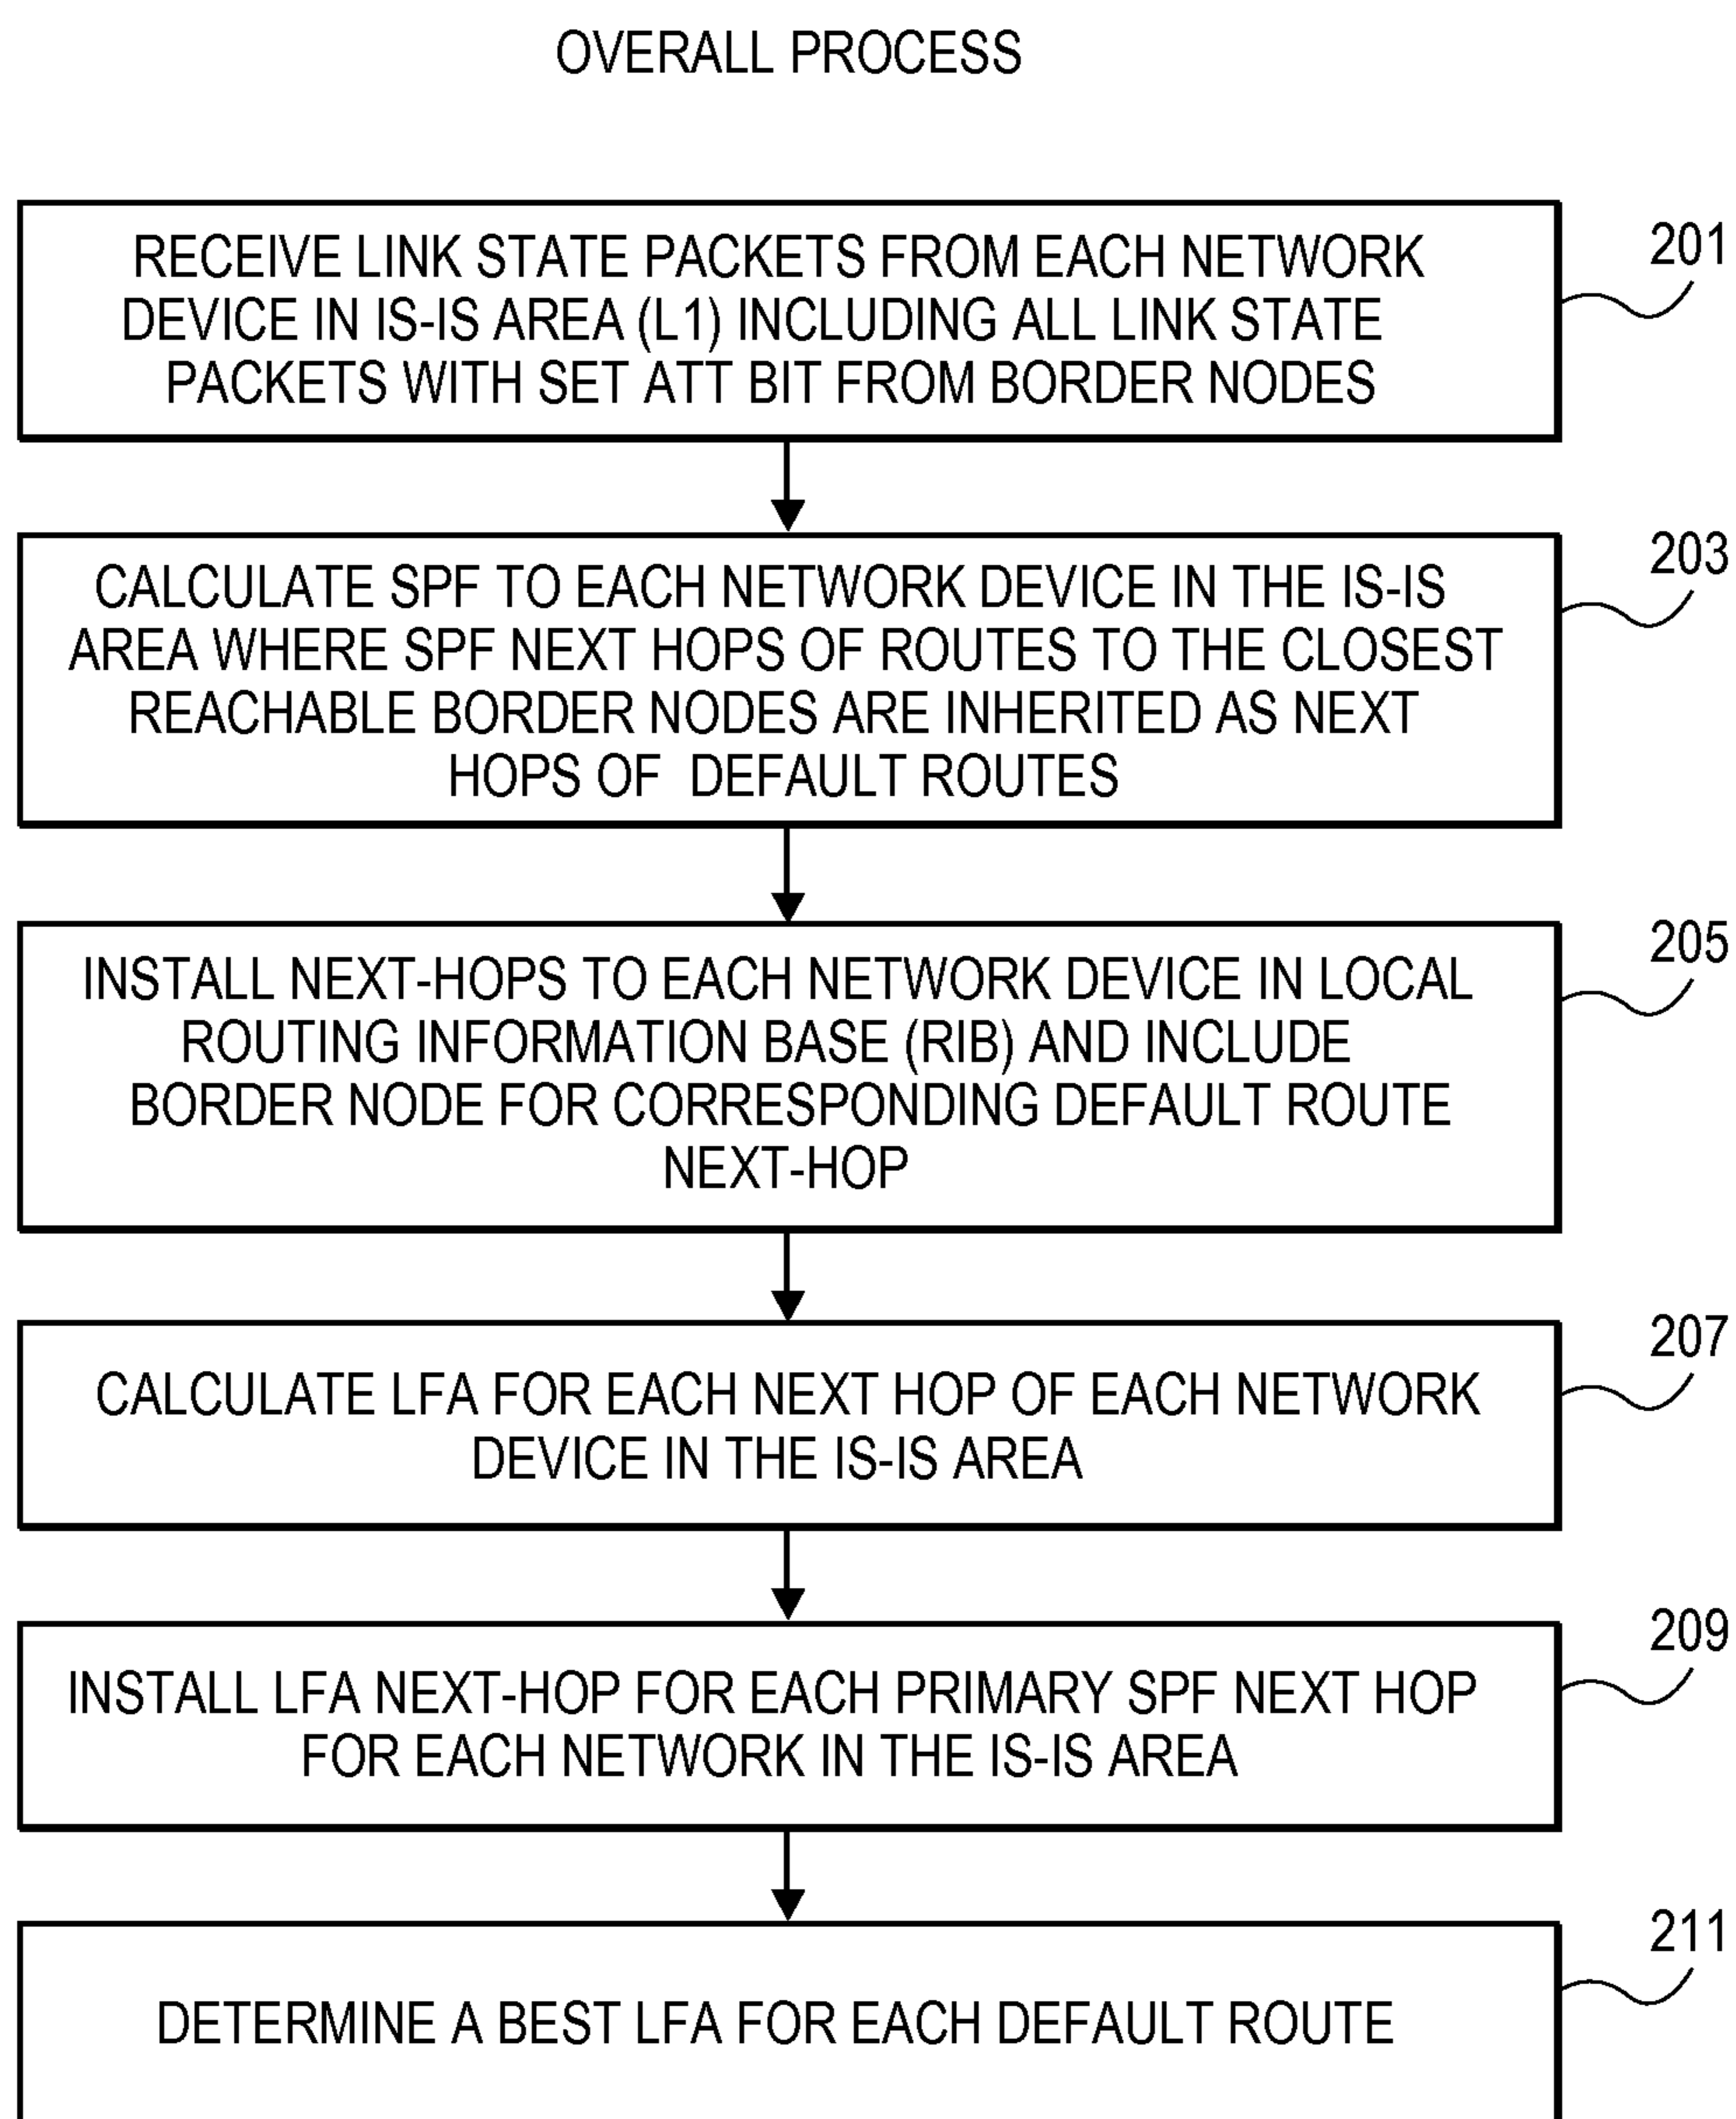 OVERALL PROCESS
RECEIVE LINK STATE PACKETS FROM EACH NETWORK
DEVICE IN IS-IS AREA (L1) INCLUDING ALL LINK STATE
PACKETS WITH SET ATT BIT FROM BORDER NODES
201
CALCULATE SPF TO EACH NETWORK DEVICE IN THE IS-IS
AREA WHERE SPF NEXT HOPS OF ROUTES TO THE CLOSEST
REACHABLE BORDER NODES ARE INHERITED AS NEXT
HOPS OF DEFAULT ROUTES
203
INSTALL NEXT-HOPS TO EACH NETWORK DEVICE IN LOCAL
ROUTING INFORMATION BASE (RIB) AND INCLUDE
BORDER NODE FOR CORRESPONDING DEFAULT ROUTE
NEXT-HOP
205
CALCULATE LFA FOR EACH NEXT HOP OF EACH NETWORK
DEVICE IN THE IS-IS AREA
207
INSTALL LFA NEXT-HOP FOR EACH PRIMARY SPF NEXT HOP
FOR EACH NETWORK IN THE IS-IS AREA
209
DETERMINE A BEST LFA FOR EACH DEFAULT ROUTE
211